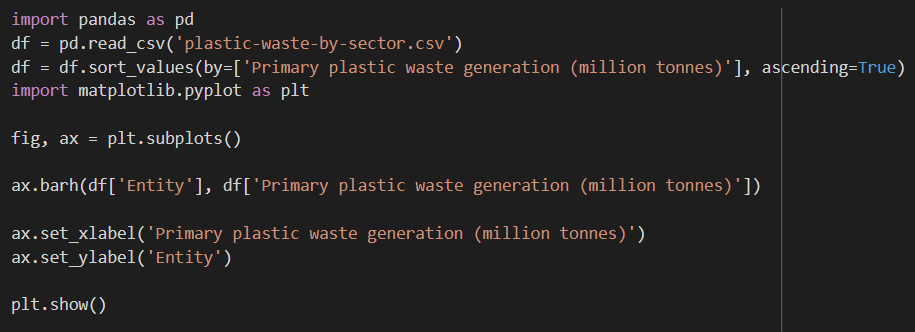 import pandas as pd
df = pd.read_csv('plastic-waste-by-sector.csv')
df = df.sort_values(by=['Primary plastic waste generation (million tonnes)'], ascending=True)
import matplotlib.pyplot as plt
fig, ax = plt.subplots()
ax.barh(df['Entity'], df['Primary plastic waste generation (million tonnes)'])
ax.set_xlabel('Primary plastic waste generation (million tonnes)')
ax.set_ylabel('Entity')
plt.show()